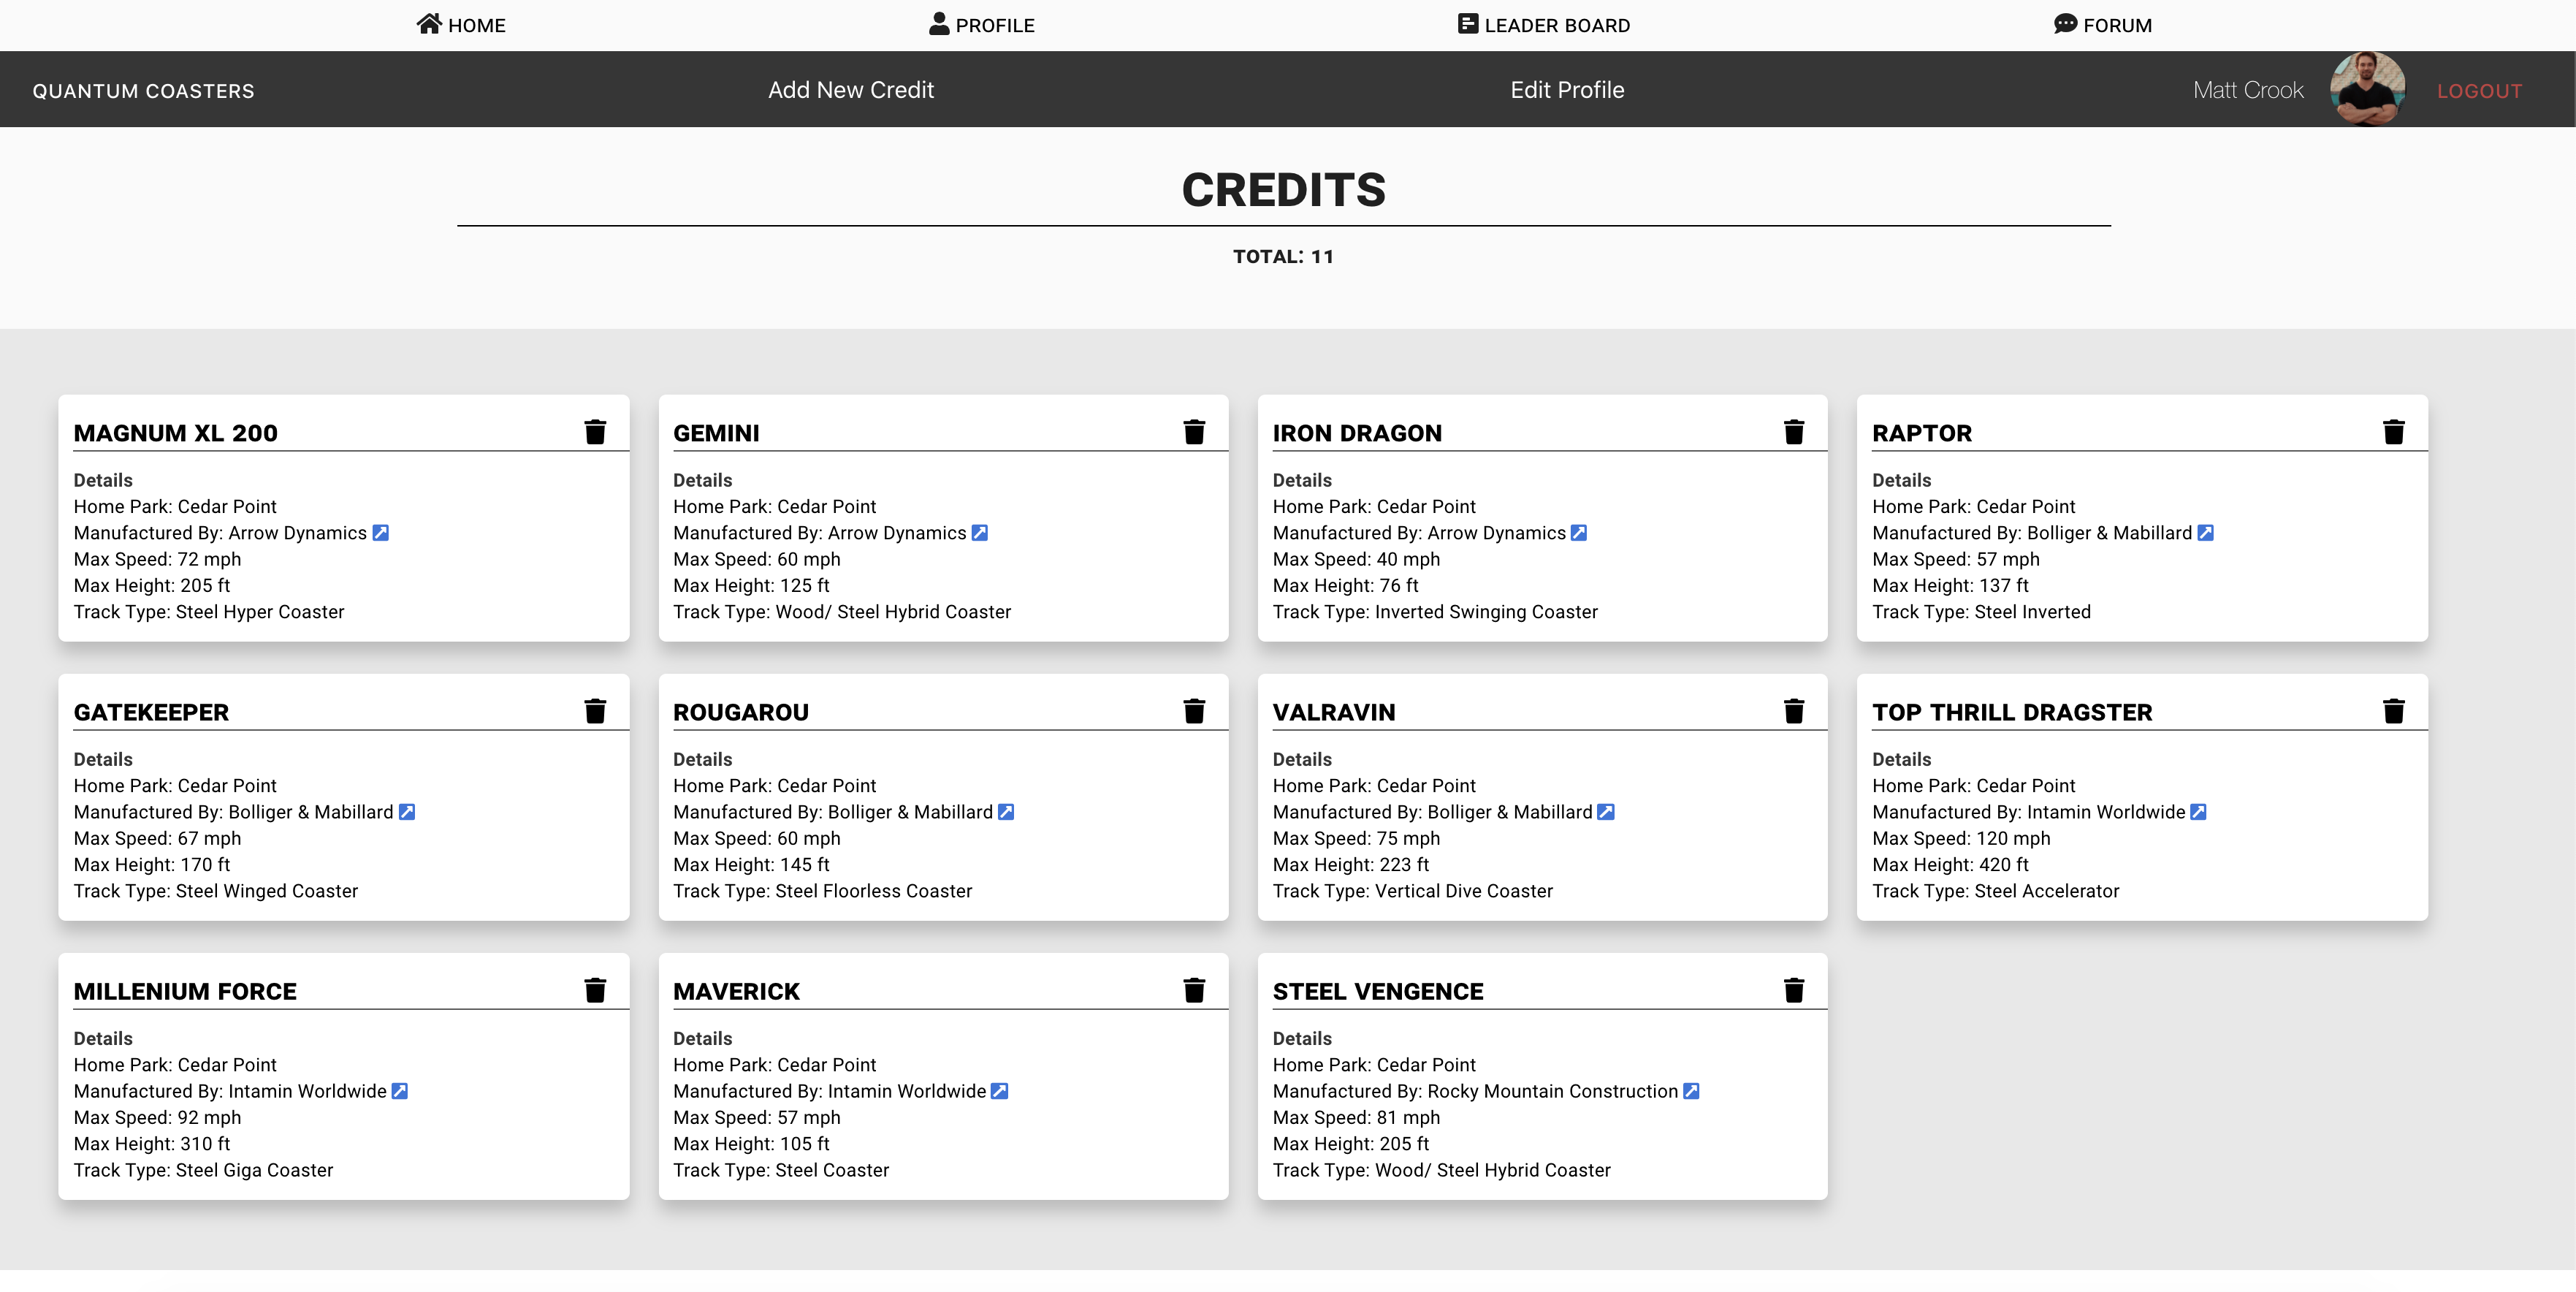 HOME PROFILE LEADER BOARD FORUM
QUANTUM COASTERS Add New Credit Edit Profile Matt Crook LOGOUT
CREDITS
TOTAL: 11
MAGNUM XL 200
Details
Home Park: Cedar Point
Manufactured By: Arrow Dynamics
Max Speed: 72 mph
Max Height: 205 ft
Track Type: Steel Hyper Coaster
GEMINI
Details
Home Park: Cedar Point
Manufactured By: Arrow Dynamics
Max Speed: 60 mph
Max Height: 125 ft
Track Type: Wood/ Steel Hybrid Coaster
IRON DRAGON
Details
Home Park: Cedar Point
Manufactured By: Arrow Dynamics
Max Speed: 40 mph
Max Height: 76 ft
Track Type: Inverted Swinging Coaster
RAPTOR
Details
Home Park: Cedar Point
Manufactured By: Bolliger & Mabillard
Max Speed: 57 mph
Max Height: 137 ft
Track Type: Steel Inverted
GATEKEEPER
Details
Home Park: Cedar Point
Manufactured By: Bolliger & Mabillard
Max Speed: 67 mph
Max Height: 170 ft
Track Type: Steel Winged Coaster
ROUGAROU
Details
Home Park: Cedar Point
Manufactured By: Bolliger & Mabillard
Max Speed: 60 mph
Max Height: 145 ft
Track Type: Steel Floorless Coaster
VALRAVIN
Details
Home Park: Cedar Point
Manufactured By: Bolliger & Mabillard
Max Speed: 75 mph
Max Height: 223 ft
Track Type: Vertical Dive Coaster
TOP THRILL DRAGSTER
Details
Home Park: Cedar Point
Manufactured By: Intamin Worldwide
Max Speed: 120 mph
Max Height: 420 ft
Track Type: Steel Accelerator
MILLENIUM FORCE
Details
Home Park: Cedar Point
Manufactured By: Intamin Worldwide
Max Speed: 92 mph
Max Height: 310 ft
Track Type: Steel Giga Coaster
MAVERICK
Details
Home Park: Cedar Point
Manufactured By: Intamin Worldwide
Max Speed: 57 mph
Max Height: 105 ft
Track Type: Steel Coaster
STEEL VENGENCE
Details
Home Park: Cedar Point
Manufactured By: Rocky Mountain Construction
Max Speed: 81 mph
Max Height: 205 ft
Track Type: Wood/ Steel Hybrid Coaster